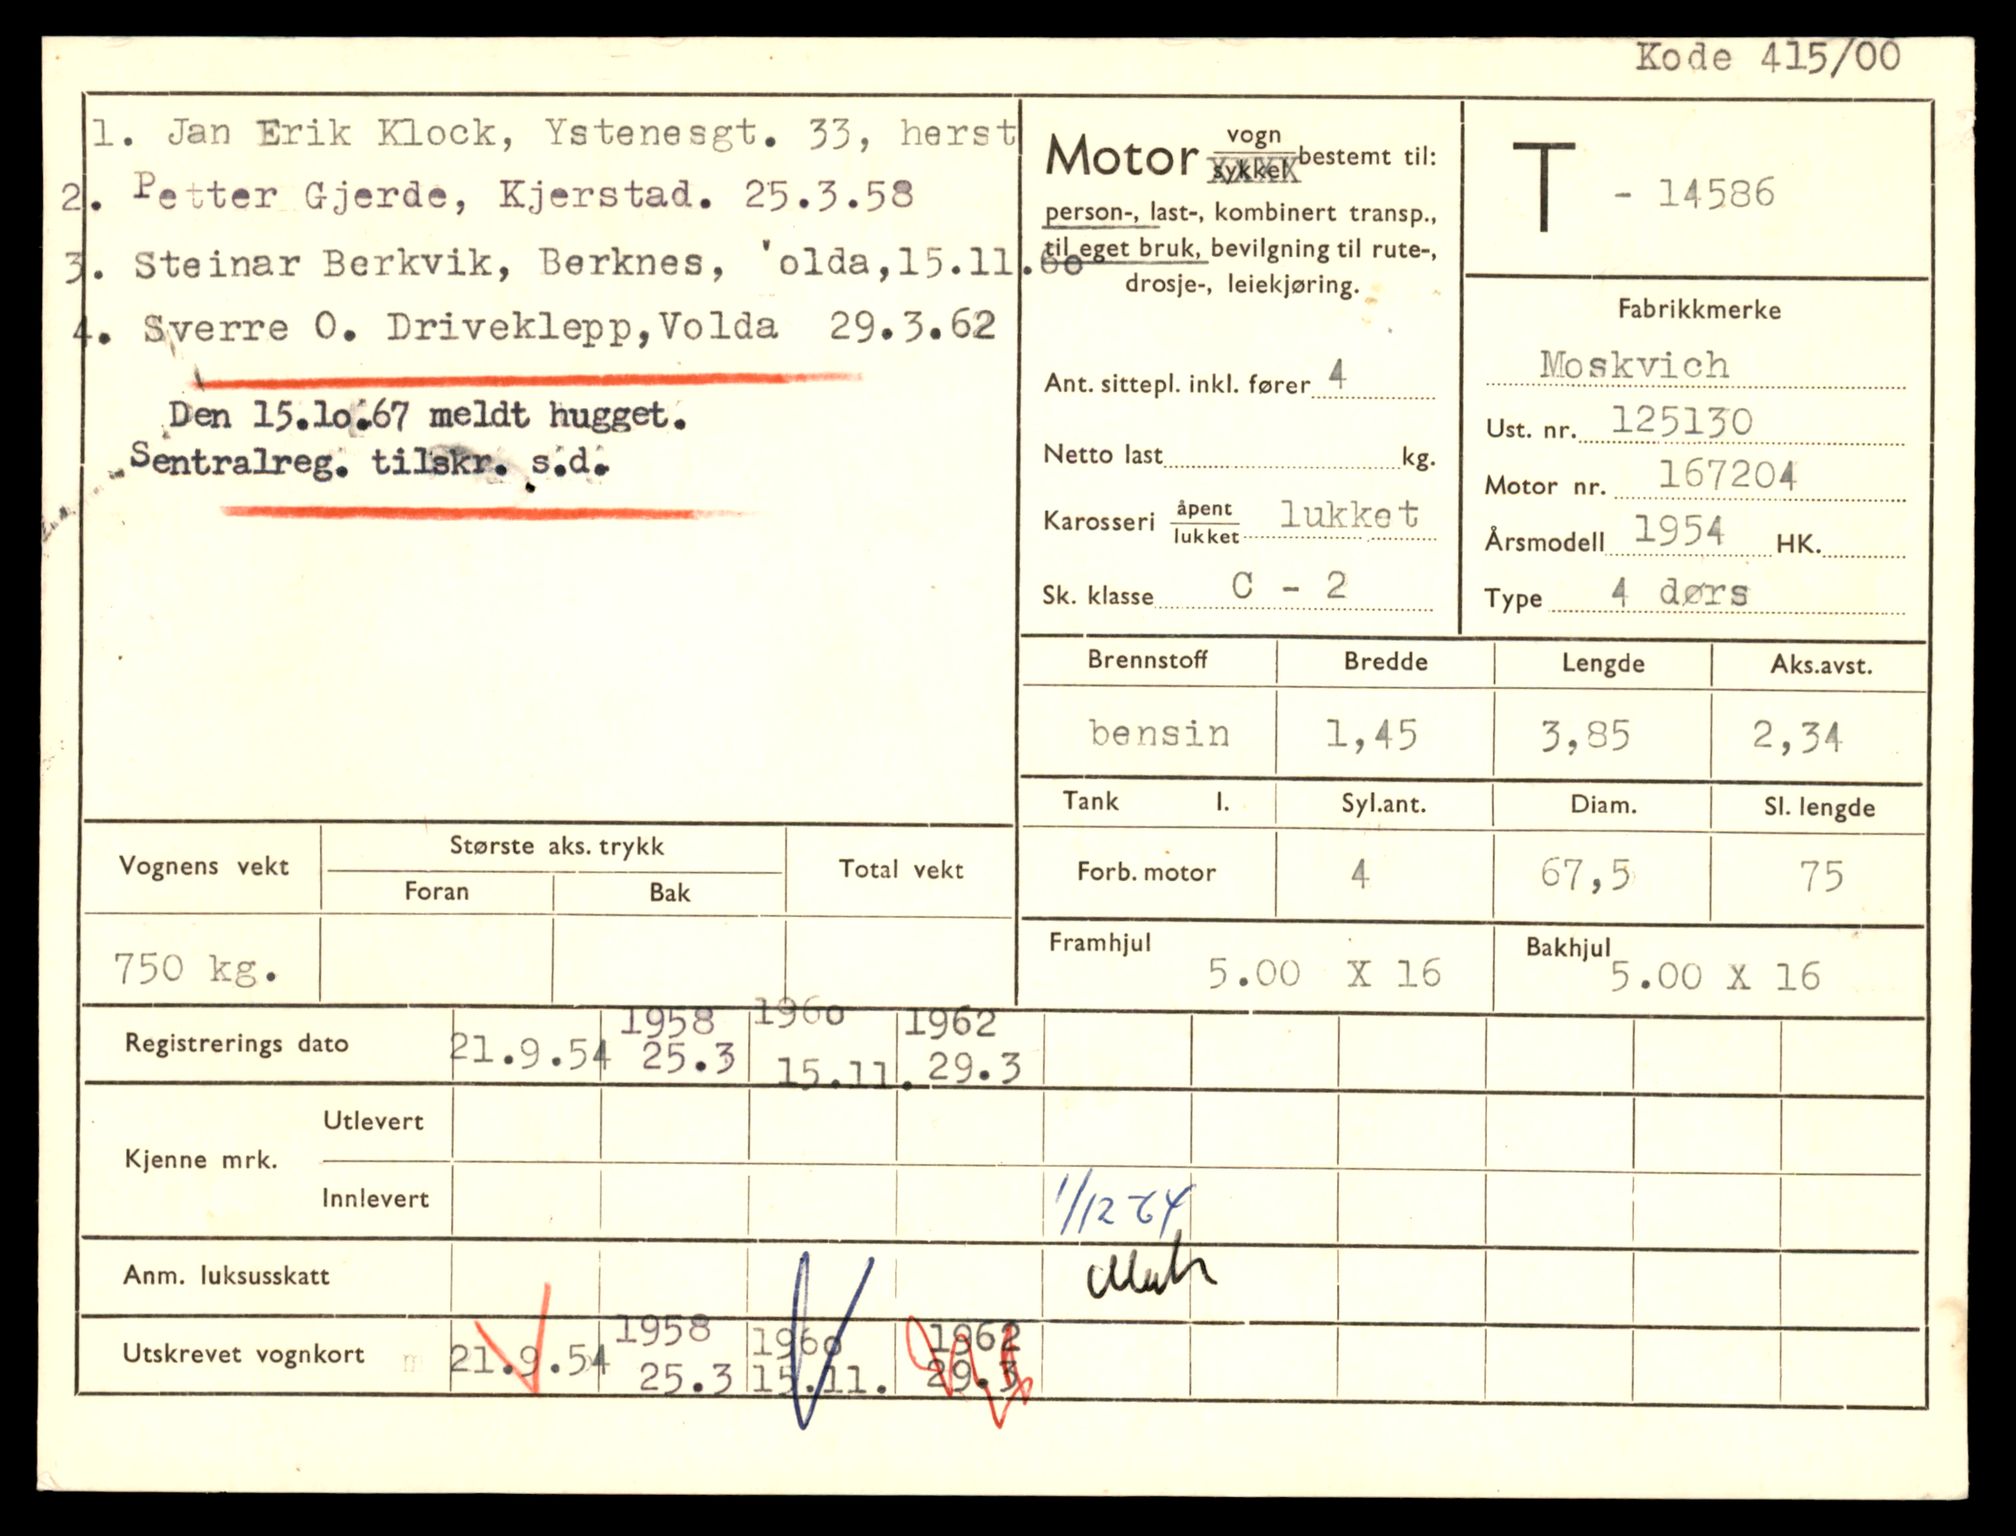 Kode 415/00
1. Jan Erik Klock, Ystenesgt. 33, herst
2. Petter Gjerde, Kjerstad. 25.3.58
3. Steinar Berkvik, Berknes, 'olda,15.11.60
4. Sverre O. Driveklepp,Volda 29.3.62
Den 15.10.67 meldt hugget.
Sentralreg. tilskr. s.d.
Motor vogn sykkel bestemt til:
person-, last-, kombinert transp.,
til eget bruk, bevilgning til rute-,
drosje-, leiekjøring.
Ant. sittepl. inkl. fører 4
Netto last kg.
Karosseri åpent lukket lukket
Sk. klasse C - 2
T - 14586
Fabrikkmerke
Moskvich
Ust. nr. 125130
Motor nr. 167204
Årsmodell 1954 HK.
Type 4 dørs
Brennstoff Bredde Lengde Aks.avst.
bensin 1,45 3,85 2,34
Tank l. Syl.ant. Diam. Sl. lengde
Forb. motor 4 67,5 75
Framhjul 5.00 X 16 Bakhjul 5.00 X 16
Vognens vekt Største aks. trykk Total vekt
Foran Bak
750 kg.
1958 1960 1962
Registrerings dato 21.9.54 25.3 15.11. 29.3
Kjenne mrk.
Utlevert
Innlevert 1/12 64
Anm. luksusskatt
1958 1960 1962
Utskrevet vognkort m 21.9.54 25.3 15.11. 29.3